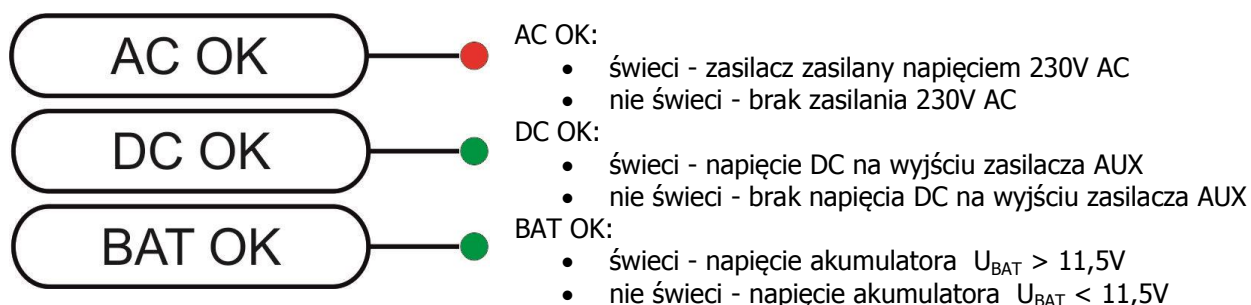 AC OK
DC OK
BAT OK
AC OK:
• świeci - zasilacz zasilany napięciem 230V AC
• nie świeci - brak zasilania 230V AC
DC OK:
• świeci - napięcie DC na wyjściu zasilacza AUX
• nie świeci - brak napięcia DC na wyjściu zasilacza AUX
BAT OK:
• świeci - napięcie akumulatora UBAT > 11,5V
• nie świeci - napięcie akumulatora UBAT < 11,5V